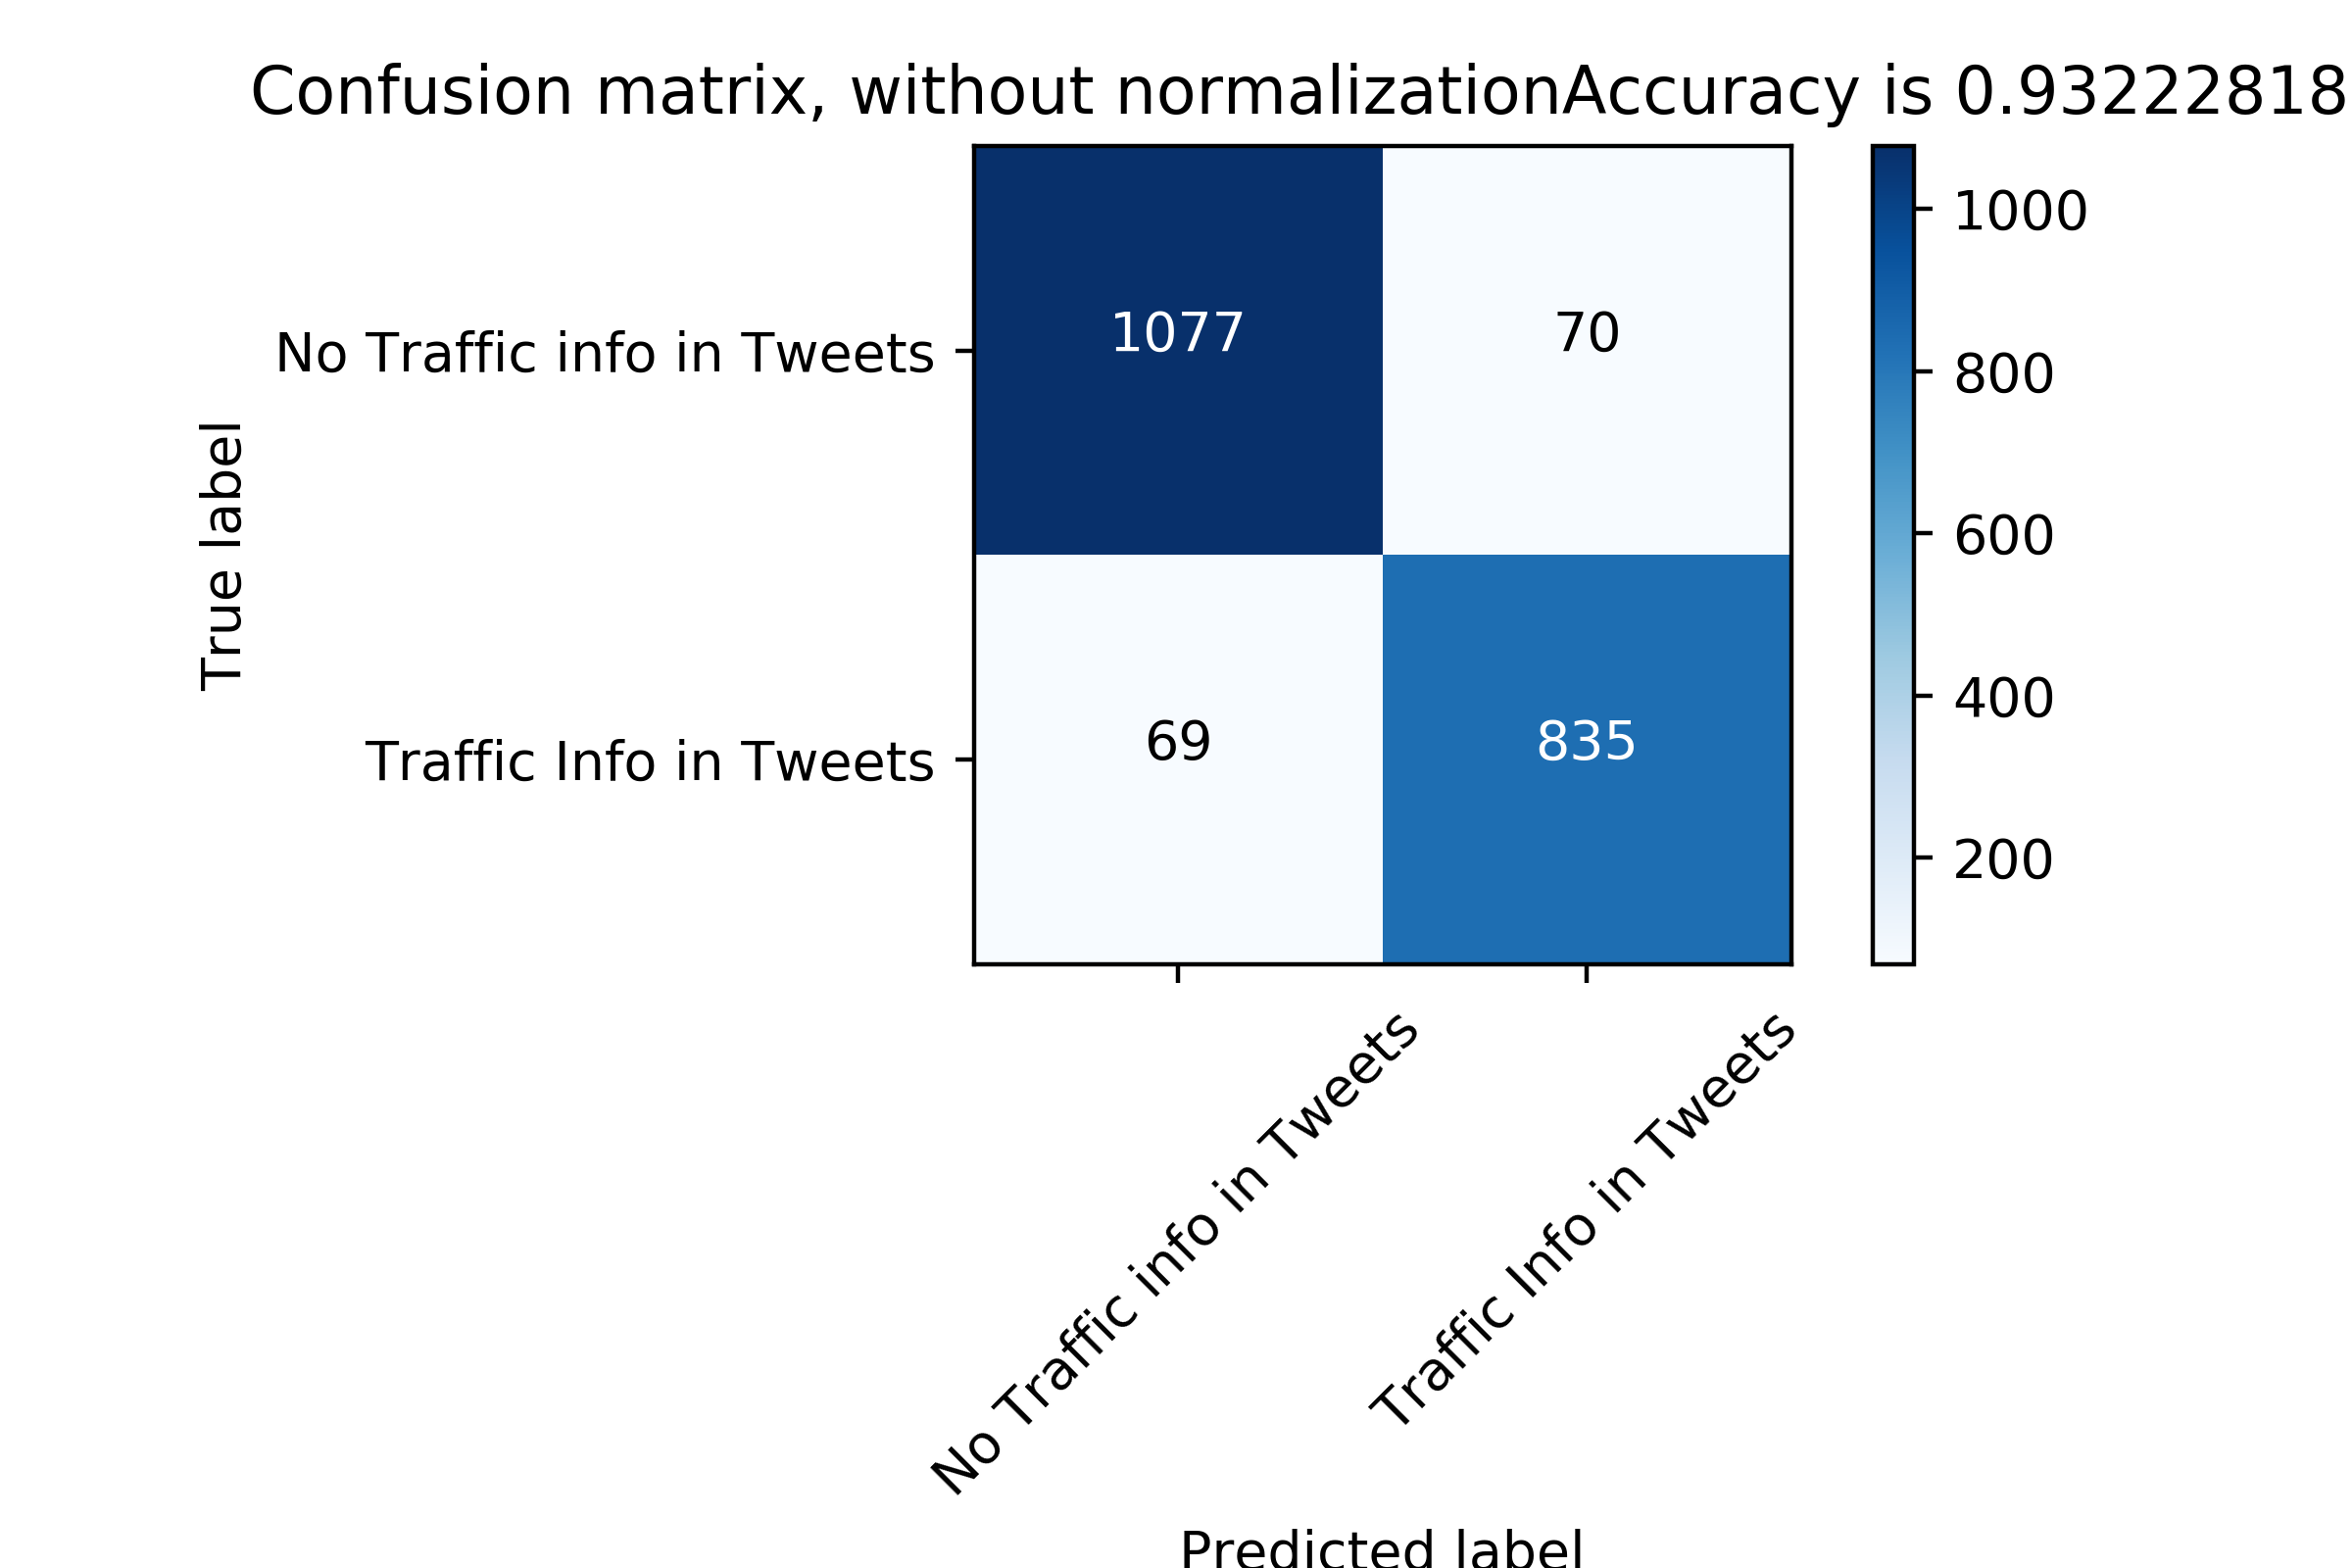 Confusion matrix, without normalizationAccuracy is 0.93222818
1000
1077
70
No Traffic info in Tweets
800
True label
600
400
69
835
Traffic Info in Tweets
200
No Traffic info in Tweets
Traffic Info in Tweets
Predicted label